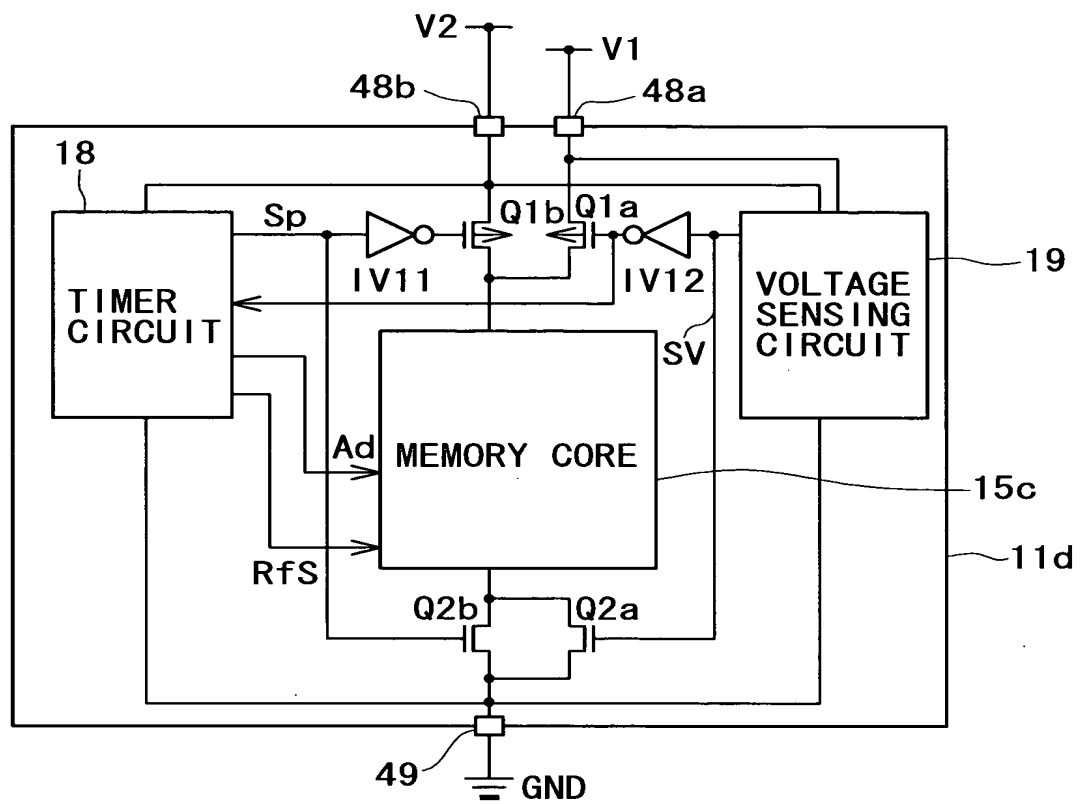 V2
V1
48b
48a
18
Sp
Q1b
Q1a
IV11
IV12
19
TIMER
CIRCUIT
VOLTAGE
SENSING
CIRCUIT
SV
Ad
MEMORY CORE
15c
RfS
11d
Q2b
Q2a
49
GND